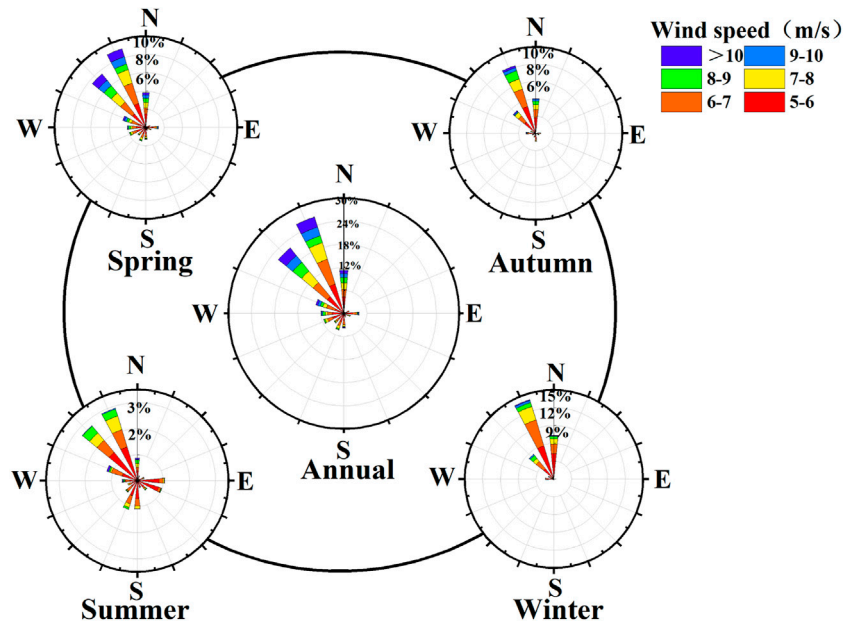 Wind speed（m/s）
＞10
9-10
8-9
7-8
6-7
5-6
N
10%
8%
6%
W
E
S
Spring
N
10%
8%
6%
W
E
S
Autumn
N
30%
24%
18%
12%
W
E
S
Annual
N
3%
2%
W
E
S
Summer
N
15%
12%
9%
W
E
S
Winter